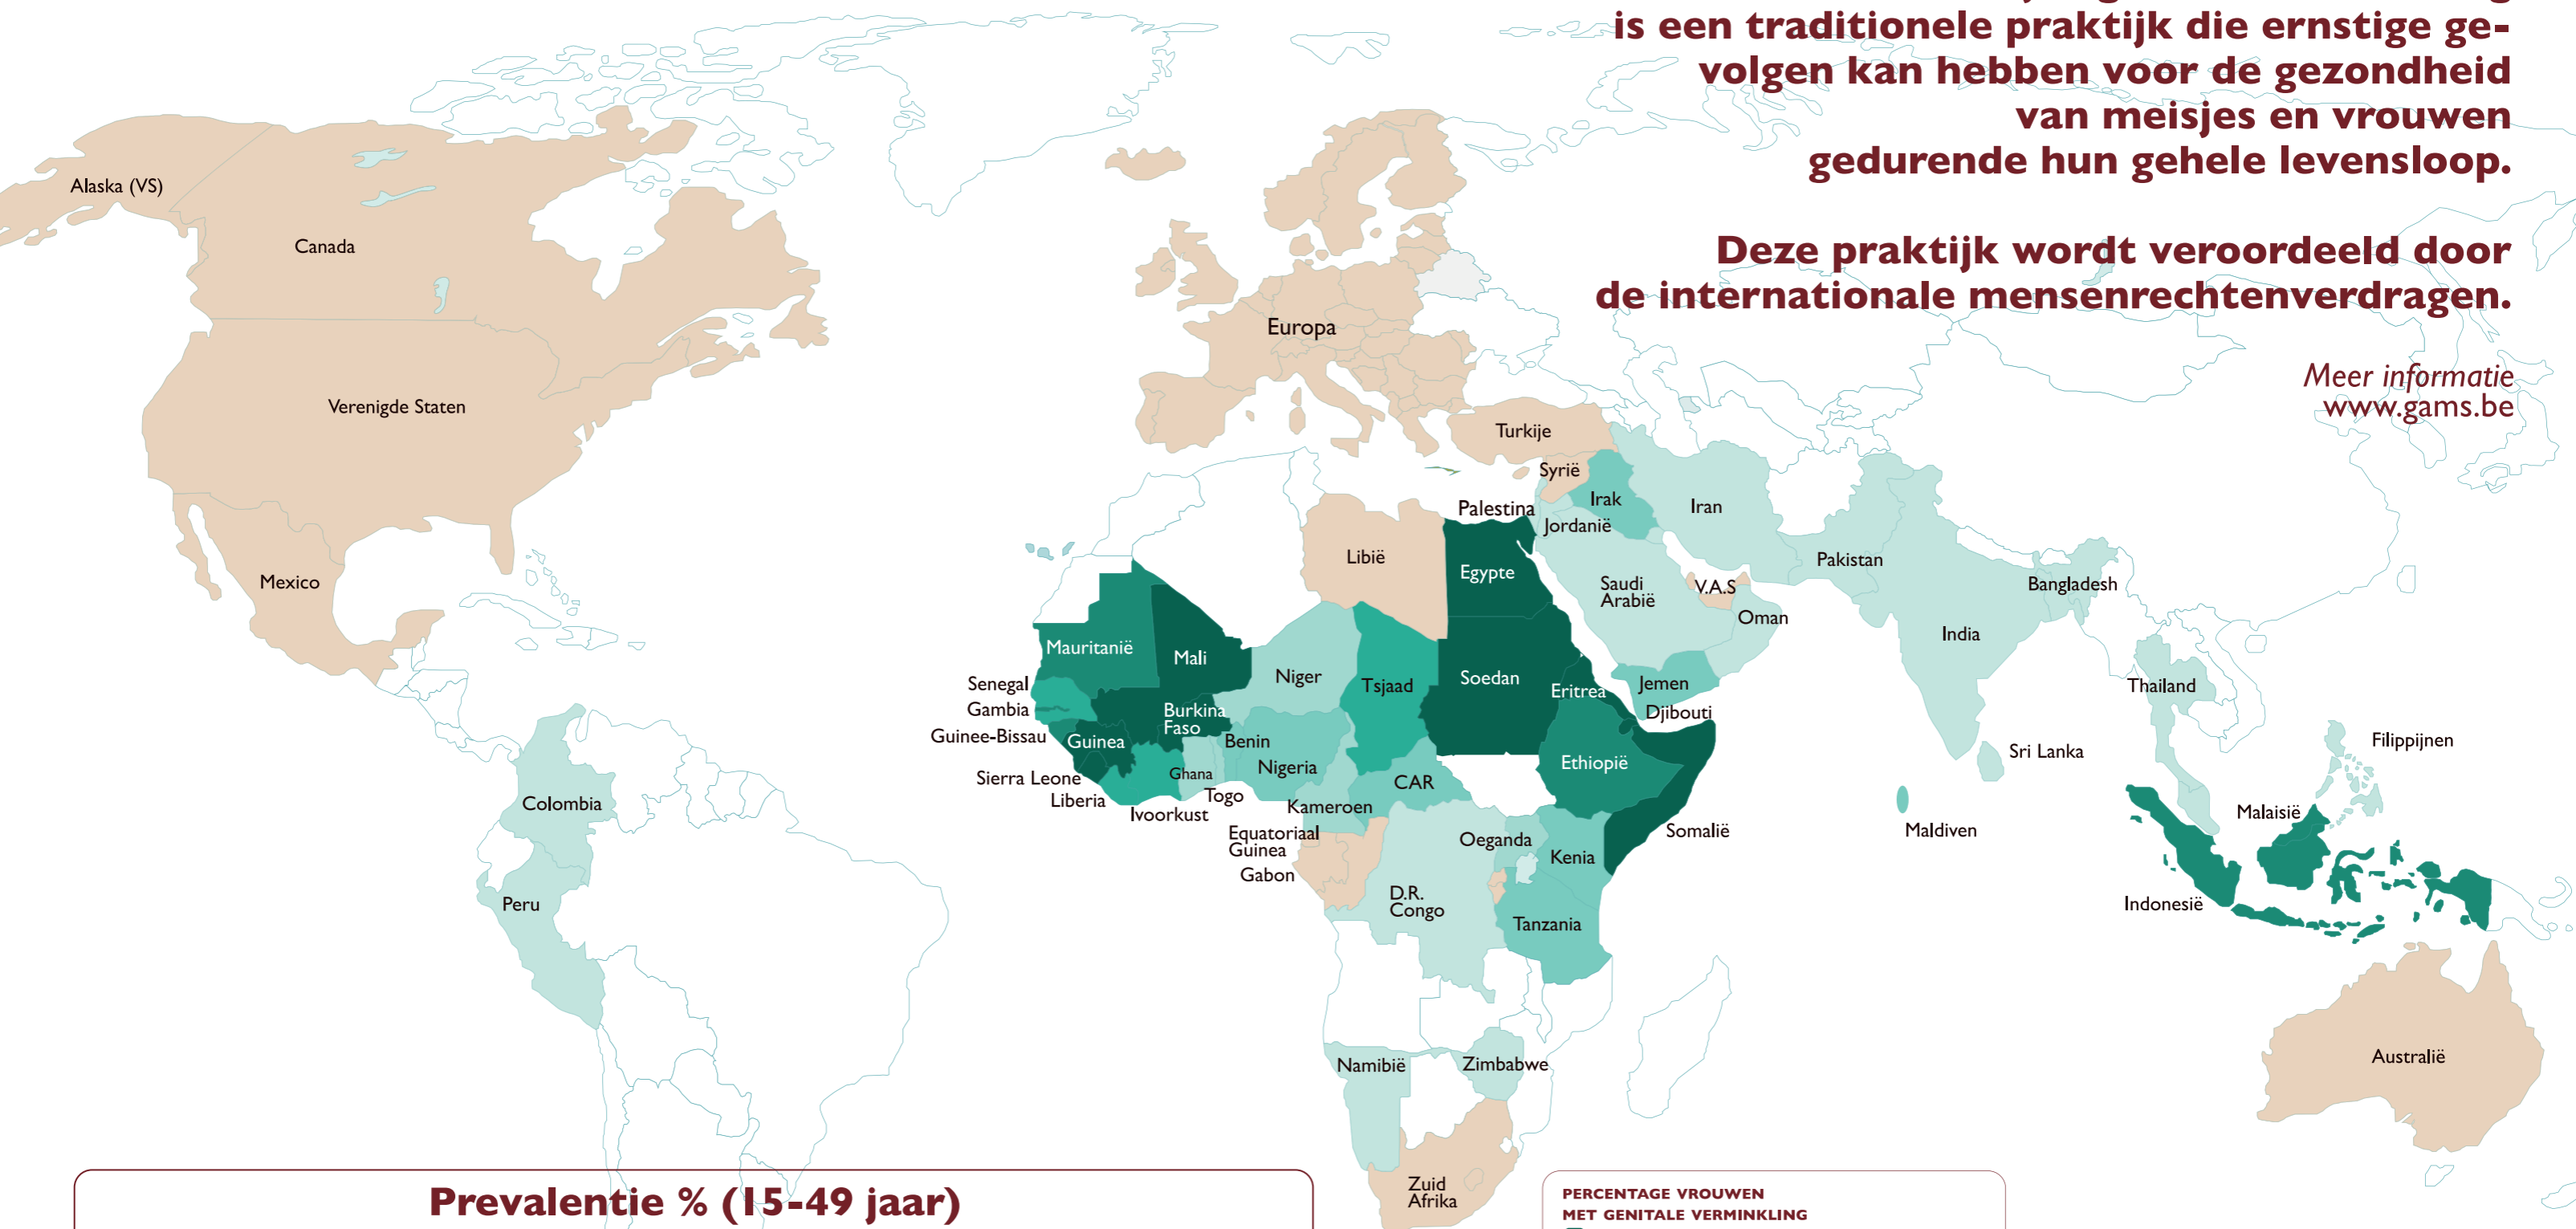 is een traditionele praktijk die ernstige ge-
volgen kan hebben voor de gezondheid
van meisjes en vrouwen
gedurende hun gehele levensloop.
Deze praktijk wordt veroordeeld door
de internationale mensenrechtenverdragen.
Meer informatie
www.gams.be
Alaska (VS)
Canada
Verenigde Staten
Mexico
Colombia
Peru
Europa
Turkije
Syrië
Irak
Iran
Palestina
Jordanië
Libië
Egypte
Saudi
Arabië
V.A.S
Oman
Pakistan
Bangladesh
India
Mauritanië
Mali
Niger
Tsjaad
Soedan
Eritrea
Jemen
Djibouti
Thailand
Senegal
Gambia
Guinee-Bissau
Guinea
Burkina
Faso
Benin
Nigeria
Ghana
Togo
Sierra Leone
Liberia
Ivoorkust
Kameroen
CAR
Ethiopië
Somalië
Sri Lanka
Maldiven
Filippijnen
Malaisië
Indonesië
Equatoriaal
Guinea
Gabon
Oeganda
Kenia
D.R.
Congo
Tanzania
Namibië
Zimbabwe
Zuid
Afrika
Australië
Prevalentie % (15-49 jaar)
PERCENTAGE VROUWEN
MET GENITALE VERMINKLING